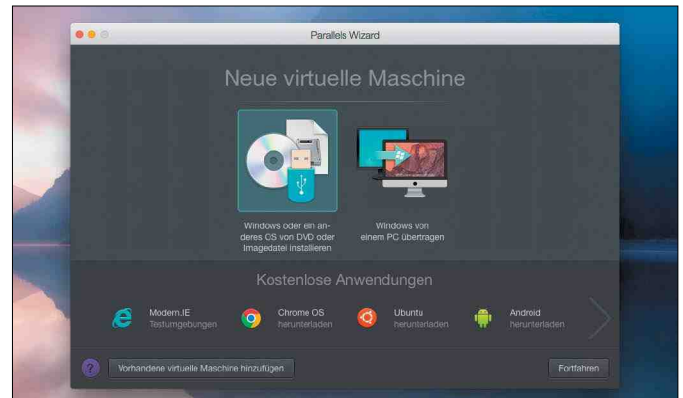 Parallels Wizard
Neue virtuelle Maschine
Windows oder ein an-
deres OS von DVD oder
Imagedatei installieren
Windows von
einem PC übertragen
Kostenlose Anwendungen
Modern.IE
Testumgebungen
Chrome OS
herunterladen
Ubuntu
herunterladen
Android
herunterladen
?
Vorhandene virtuelle Maschine hinzufügen
Fortfahren